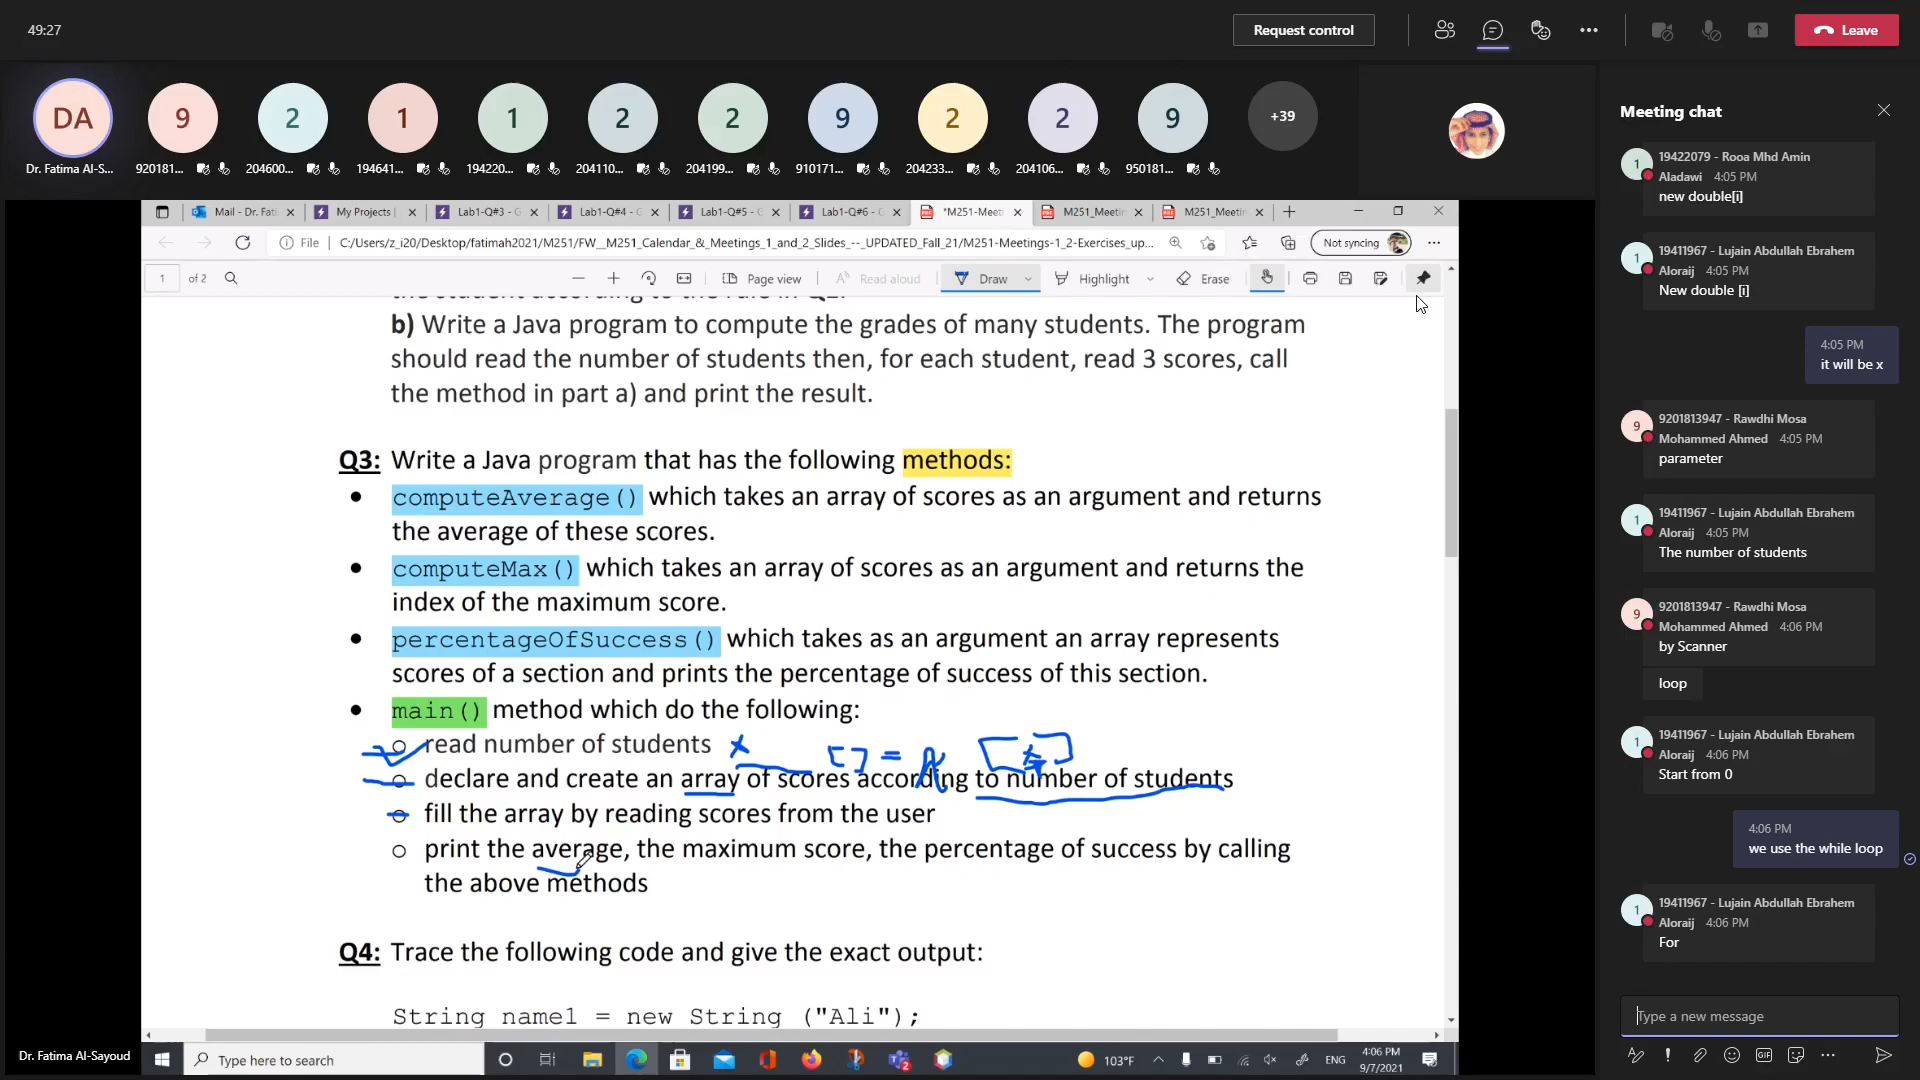 49:27
Request control
Leave
DA
9
2
1
1
2
2
9
2
2
9
+39
Dr. Fatima Al-S...
920181...
204600...
194641...
194220...
204110...
204199...
910171...
204233...
204106...
950181...
Mail - Dr. Fati
My Projects
Lab1-Q#3 - G
Lab1-Q#4 - G
Lab1-Q#5 - G
Lab1-Q#6 - G
*M251-Meeti
M251_Meetin
M251_Meetin
File
C:/Users/z_i20/Desktop/fatimah2021/M251/FW__M251_Calendar_&_Meetings_1_and_2_Slides_--_UPDATED_Fall_21/M251-Meetings-1_2-Exercises_up...
Not syncing
1
of 2
Page view
Read aloud
Draw
Highlight
Erase
the student according to the rule in Q2.
b) Write a Java program to compute the grades of many students. The program
should read the number of students then, for each student, read 3 scores, call
the method in part a) and print the result.
Q3: Write a Java program that has the following methods:
• computeAverage() which takes an array of scores as an argument and returns
the average of these scores.
• computeMax() which takes an array of scores as an argument and returns the
index of the maximum score.
• percentageOfSuccess() which takes as an argument an array represents
scores of a section and prints the percentage of success of this section.
• main() method which do the following:
o read number of students x
[] =
[x]
o declare and create an array of scores according to number of students
o fill the array by reading scores from the user
o print the average, the maximum score, the percentage of success by calling
the above methods
Q4: Trace the following code and give the exact output:
String name1 = new String ("Ali");
Dr. Fatima Al-Sayoud
Type here to search
103°F
ENG
4:06 PM
9/7/2021
Meeting chat
1
19422079 - Rooa Mhd Amin
Aladawi 4:05 PM
new double[i]
1
19411967 - Lujain Abdullah Ebrahem
Aloraij 4:05 PM
New double [i]
4:05 PM
it will be x
9
9201813947 - Rawdhi Mosa
Mohammed Ahmed 4:05 PM
parameter
1
19411967 - Lujain Abdullah Ebrahem
Aloraij 4:05 PM
The number of students
9
9201813947 - Rawdhi Mosa
Mohammed Ahmed 4:06 PM
by Scanner
loop
1
19411967 - Lujain Abdullah Ebrahem
Aloraij 4:06 PM
Start from 0
4:06 PM
we use the while loop
1
19411967 - Lujain Abdullah Ebrahem
Aloraij 4:06 PM
For
Type a new message
GIF